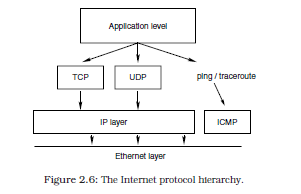 Application level
TCP
UDP
ping / traceroute
IP layer
ICMP
Ethernet layer
Figure 2.6: The Internet protocol hierarchy.